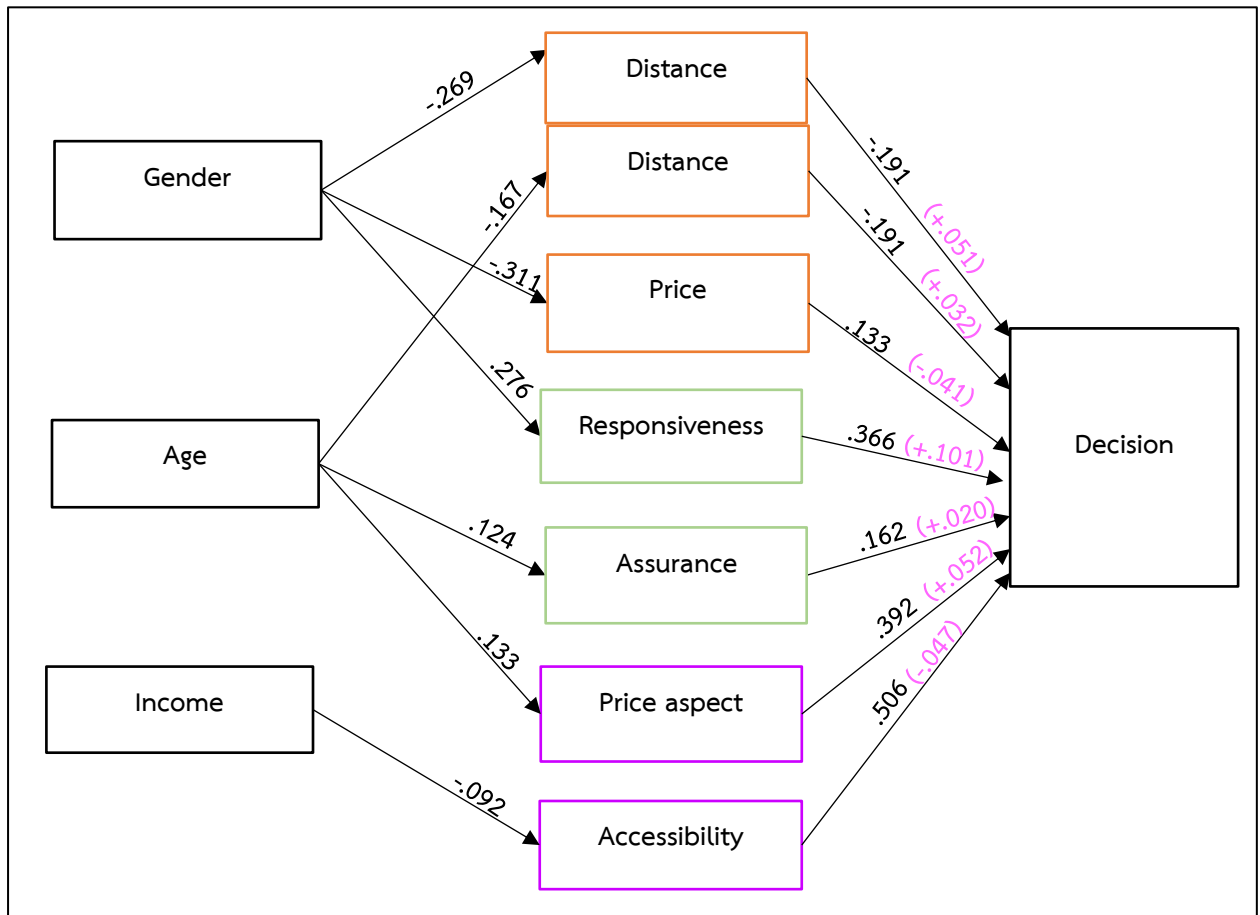 Distance
-.269
Gender
Distance
-.191
(+.051)
-.167
-.191
(+.032)
-.311
Price
.133
(-.041)
.276
Responsiveness
.366 (+.101)
Age
Decision
.124
Assurance
.162 (+.020)
.392 (+.052)
.133
Income
Price aspect
.506 (-.047)
-.092
Accessibility